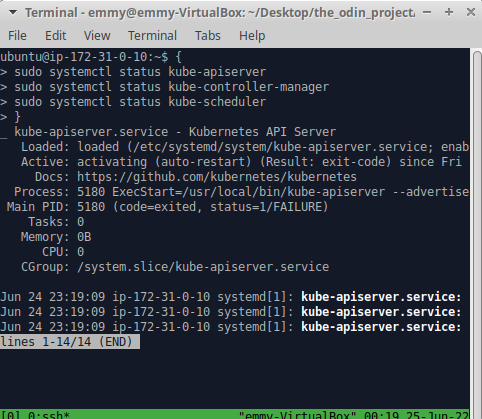 Terminal - emmy@emmy-VirtualBox: ~/Desktop/the_odin_project/
File Edit View Terminal Tabs Help
ubuntu@ip-172-31-0-10:~$ {
> sudo systemctl status kube-apiserver
> sudo systemctl status kube-controller-manager
> sudo systemctl status kube-scheduler
> }
_ kube-apiserver.service - Kubernetes API Server
Loaded: loaded (/etc/systemd/system/kube-apiserver.service; enab
Active: activating (auto-restart) (Result: exit-code) since Fri
Docs: https://github.com/kubernetes/kubernetes
Process: 5180 ExecStart=/usr/local/bin/kube-apiserver --advertise
Main PID: 5180 (code=exited, status=1/FAILURE)
Tasks: 0
Memory: 0B
CPU: 0
CGroup: /system.slice/kube-apiserver.service
Jun 24 23:19:09 ip-172-31-0-10 systemd[1]: kube-apiserver.service:
Jun 24 23:19:09 ip-172-31-0-10 systemd[1]: kube-apiserver.service:
Jun 24 23:19:09 ip-172-31-0-10 systemd[1]: kube-apiserver.service:
lines 1-14/14 (END)
[0] 0:ssh* "emmy-VirtualBox" 00:19 25-Jun-22